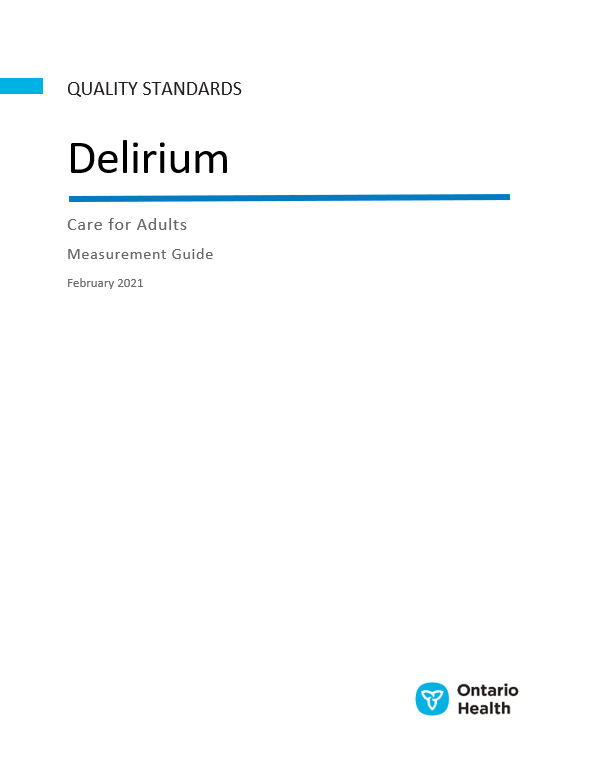 QUALITY STANDARDS
Delirium
Care for Adults
Measurement Guide
February 2021
Ontario
Health